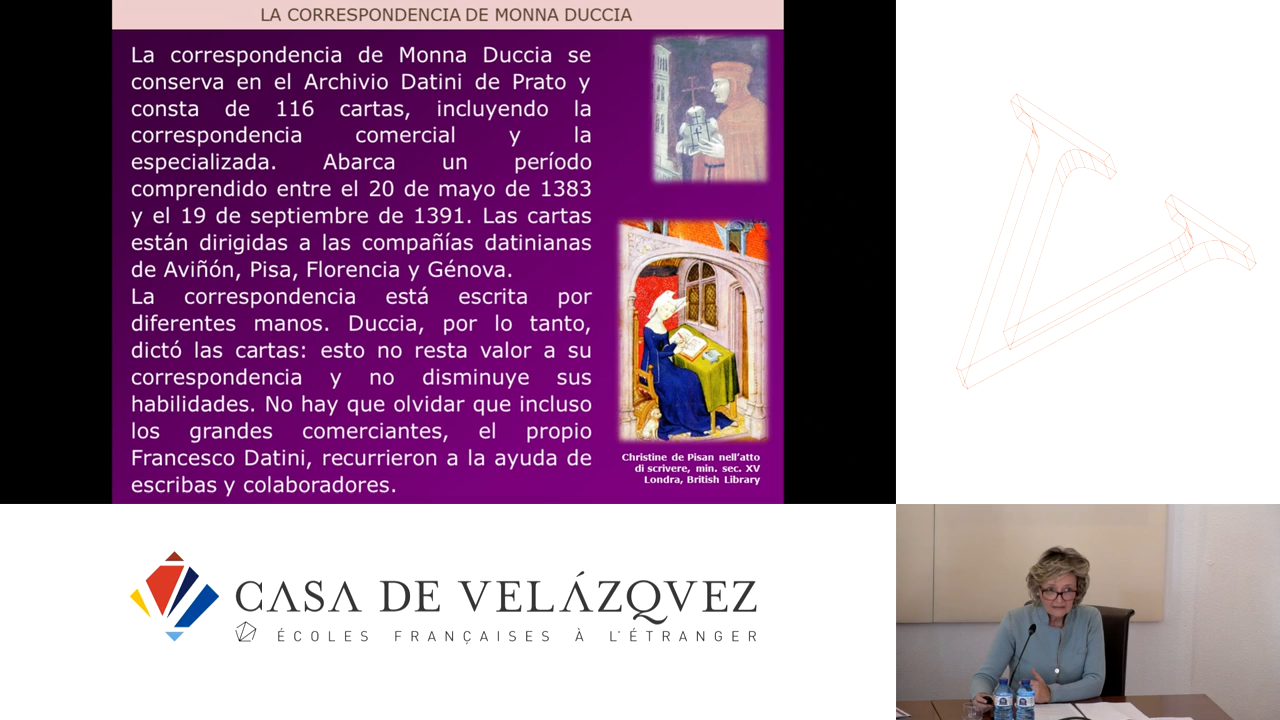 LA CORRESPONDENCIA DE MONNA DUCCIA
La correspondencia de Monna Duccia se
conserva en el Archivio Datini de Prato y
consta de 116 cartas, incluyendo la
correspondencia comercial y la
especializada. Abarca un período
comprendido entre el 20 de mayo de 1383
y el 19 de septiembre de 1391. Las cartas
están dirigidas a las compañías datinianas
de Aviñón, Pisa, Florencia y Génova.
La correspondencia está escrita por
diferentes manos. Duccia, por lo tanto,
dictó las cartas: esto no resta valor a su
correspondencia y no disminuye sus
habilidades. No hay que olvidar que incluso
los grandes comerciantes, el propio
Francesco Datini, recurrieron a la ayuda de
escribas y colaboradores.
Christine de Pisan nell’atto
di scrivere, min. sec. XV
Londra, British Library
CASA DE VELÁZQVEZ
ÉCOLES FRANÇAISES À L'ÉTRANGER